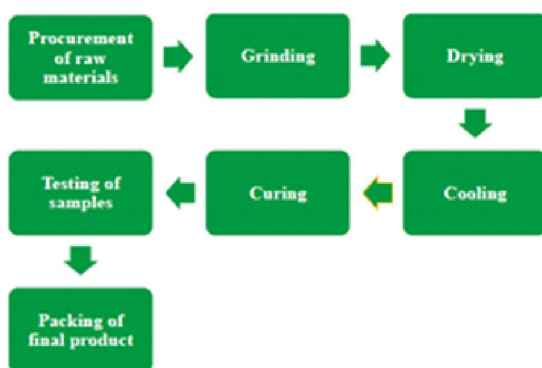 Procurement
of raw
materials
Grinding
Drying
Cooling
Curing
Testing of
samples
Packing of
final product